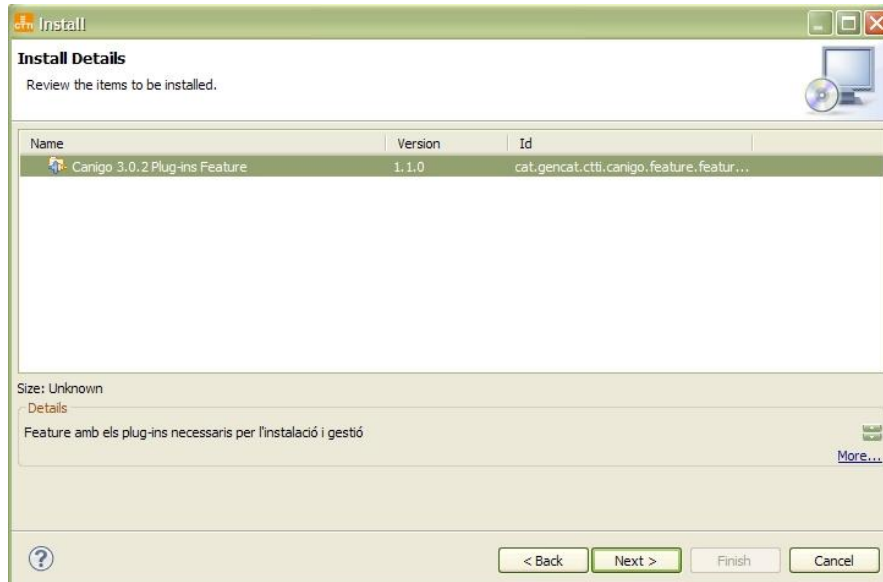 CTTI Install
Install Details
Review the items to be installed.
Name Version Id
Canigo 3.0.2 Plug-ins Feature 1.1.0 cat.gencat.ctti.canigo.feature.featur...
Size: Unknown
Details
Feature amb els plug-ins necessaris per l'instalació i gestió
More...
? < Back Next > Finish Cancel